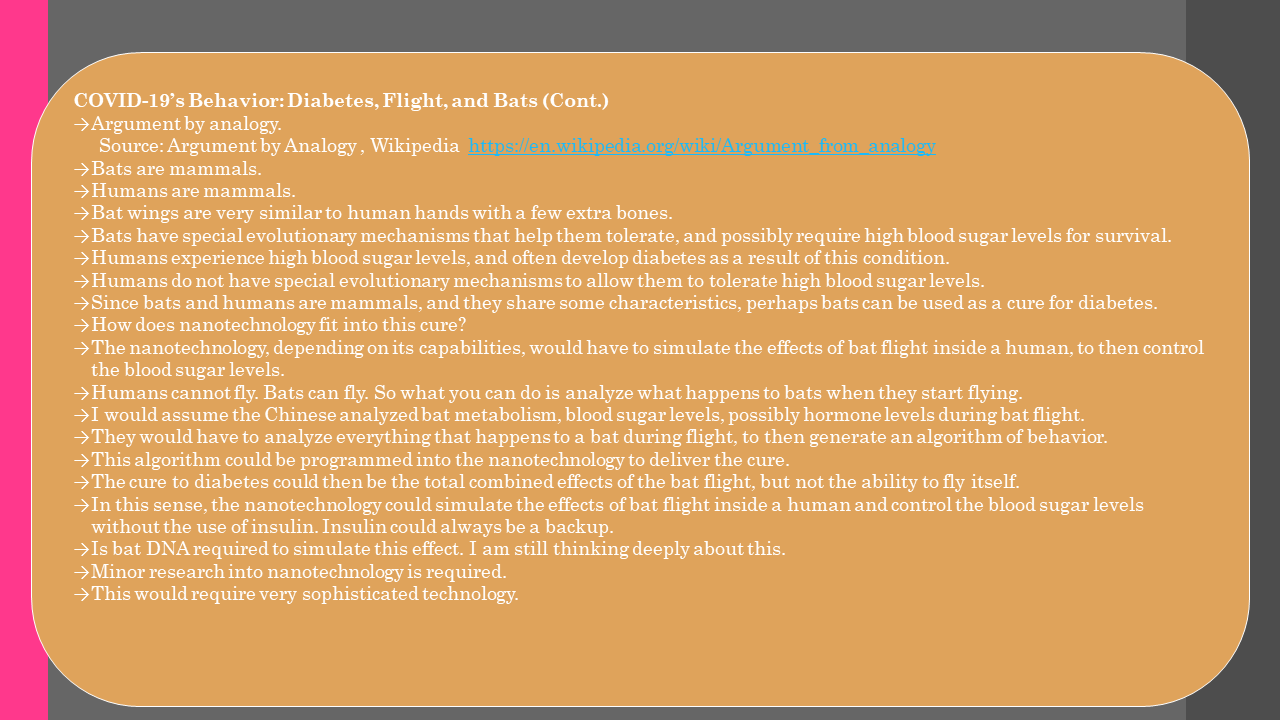 COVID-19’s Behavior: Diabetes, Flight, and Bats (Cont.)
→Argument by analogy.
Source: Argument by Analogy , Wikipedia https://en.wikipedia.org/wiki/Argument_from_analogy
→Bats are mammals.
→Humans are mammals.
→Bat wings are very similar to human hands with a few extra bones.
→Bats have special evolutionary mechanisms that help them tolerate, and possibly require high blood sugar levels for survival.
→Humans experience high blood sugar levels, and often develop diabetes as a result of this condition.
→Humans do not have special evolutionary mechanisms to allow them to tolerate high blood sugar levels.
→Since bats and humans are mammals, and they share some characteristics, perhaps bats can be used as a cure for diabetes.
→How does nanotechnology fit into this cure?
→The nanotechnology, depending on its capabilities, would have to simulate the effects of bat flight inside a human, to then control
the blood sugar levels.
→Humans cannot fly. Bats can fly. So what you can do is analyze what happens to bats when they start flying.
→I would assume the Chinese analyzed bat metabolism, blood sugar levels, possibly hormone levels during bat flight.
→They would have to analyze everything that happens to a bat during flight, to then generate an algorithm of behavior.
→This algorithm could be programmed into the nanotechnology to deliver the cure.
→The cure to diabetes could then be the total combined effects of the bat flight, but not the ability to fly itself.
→In this sense, the nanotechnology could simulate the effects of bat flight inside a human and control the blood sugar levels
without the use of insulin. Insulin could always be a backup.
→Is bat DNA required to simulate this effect. I am still thinking deeply about this.
→Minor research into nanotechnology is required.
→This would require very sophisticated technology.